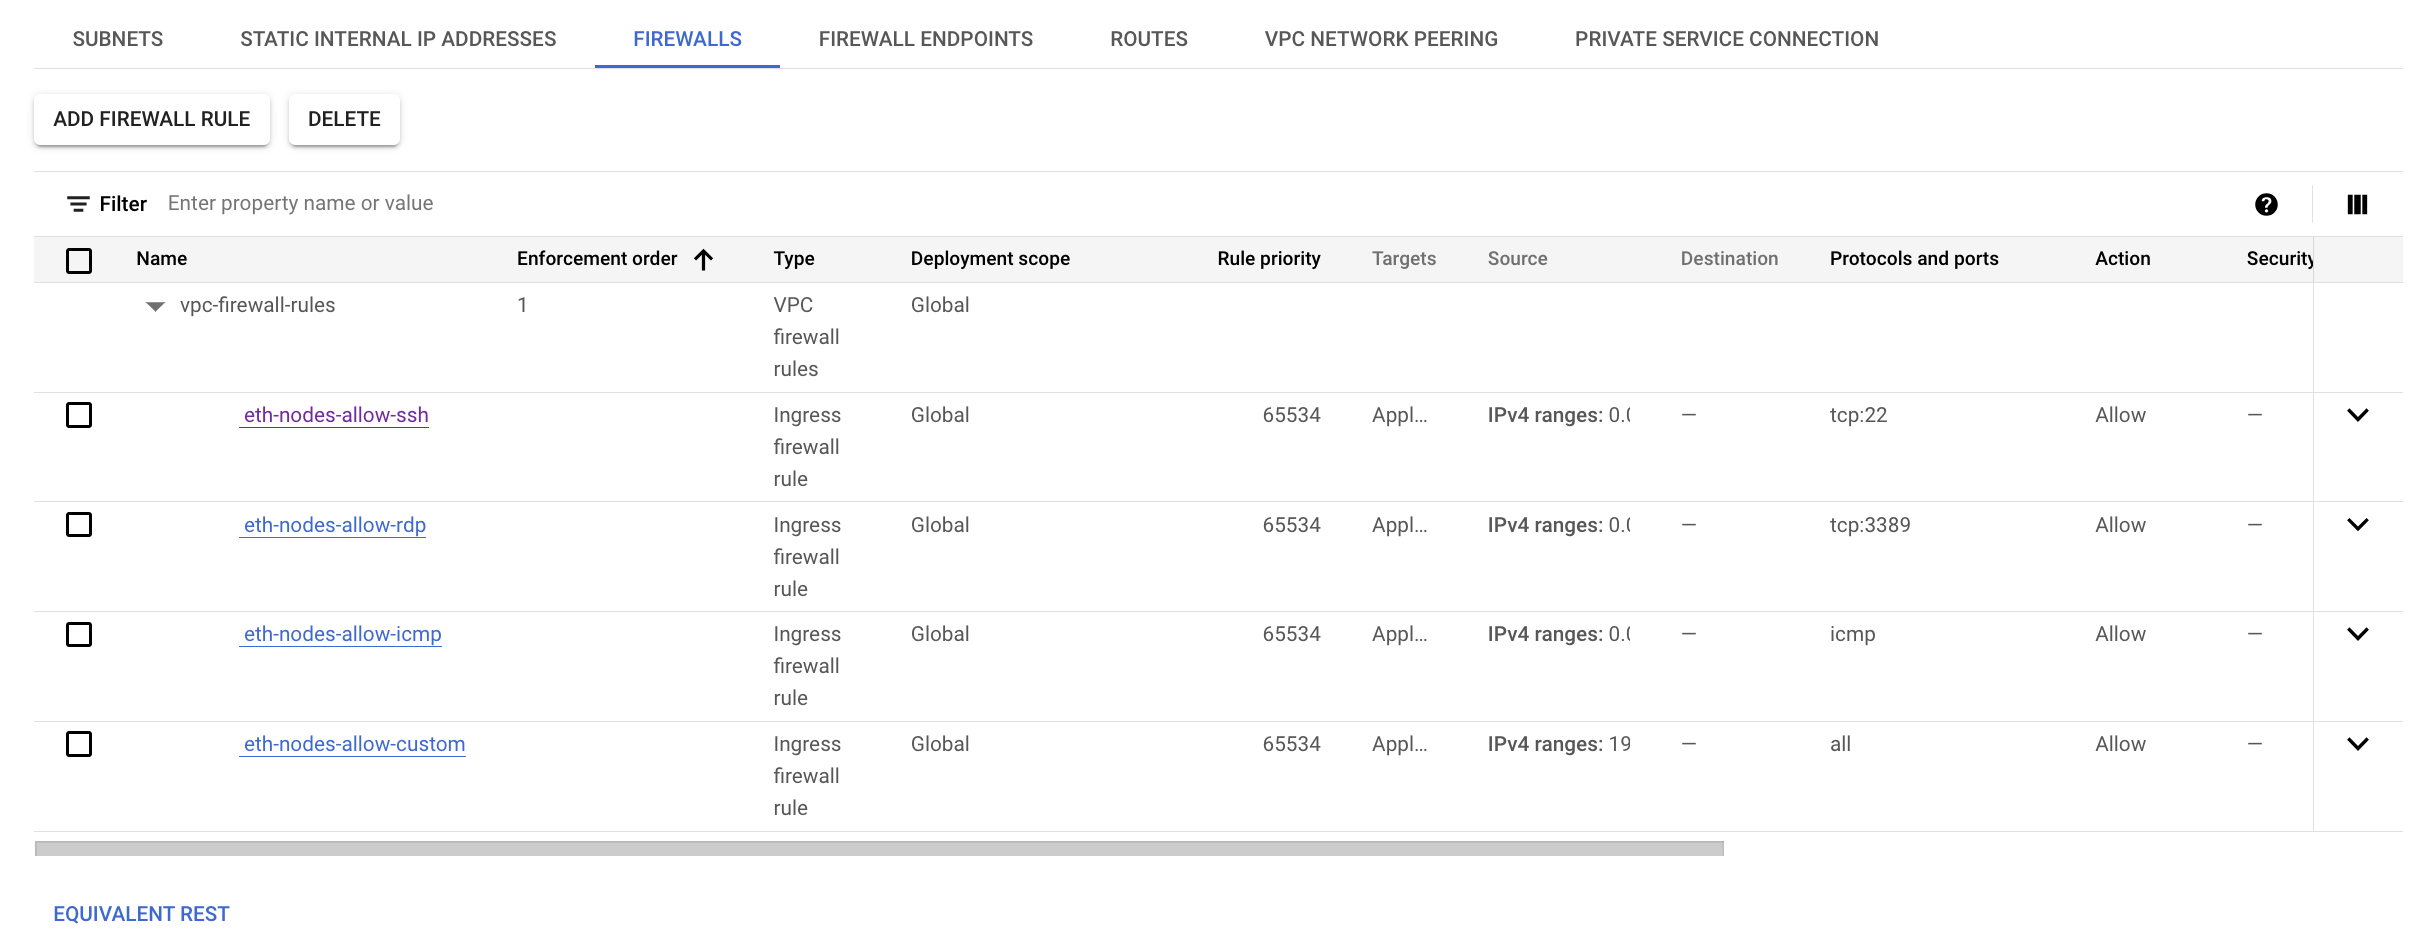 SUBNETS STATIC INTERNAL IP ADDRESSES FIREWALLS FIREWALL ENDPOINTS ROUTES VPC NETWORK PEERING PRIVATE SERVICE CONNECTION
ADD FIREWALL RULE DELETE
Filter Enter property name or value
Name Enforcement order Type Deployment scope Rule priority Targets Source Destination Protocols and ports Action Security
vpc-firewall-rules 1 VPC Global
firewall
rules
eth-nodes-allow-ssh Ingress Global 65534 Appl... IPv4 ranges: 0.0 — tcp:22 Allow —
firewall
rule
eth-nodes-allow-rdp Ingress Global 65534 Appl... IPv4 ranges: 0.0 — tcp:3389 Allow —
firewall
rule
eth-nodes-allow-icmp Ingress Global 65534 Appl... IPv4 ranges: 0.0 — icmp Allow —
firewall
rule
eth-nodes-allow-custom Ingress Global 65534 Appl... IPv4 ranges: 19 — all Allow —
firewall
rule
EQUIVALENT REST